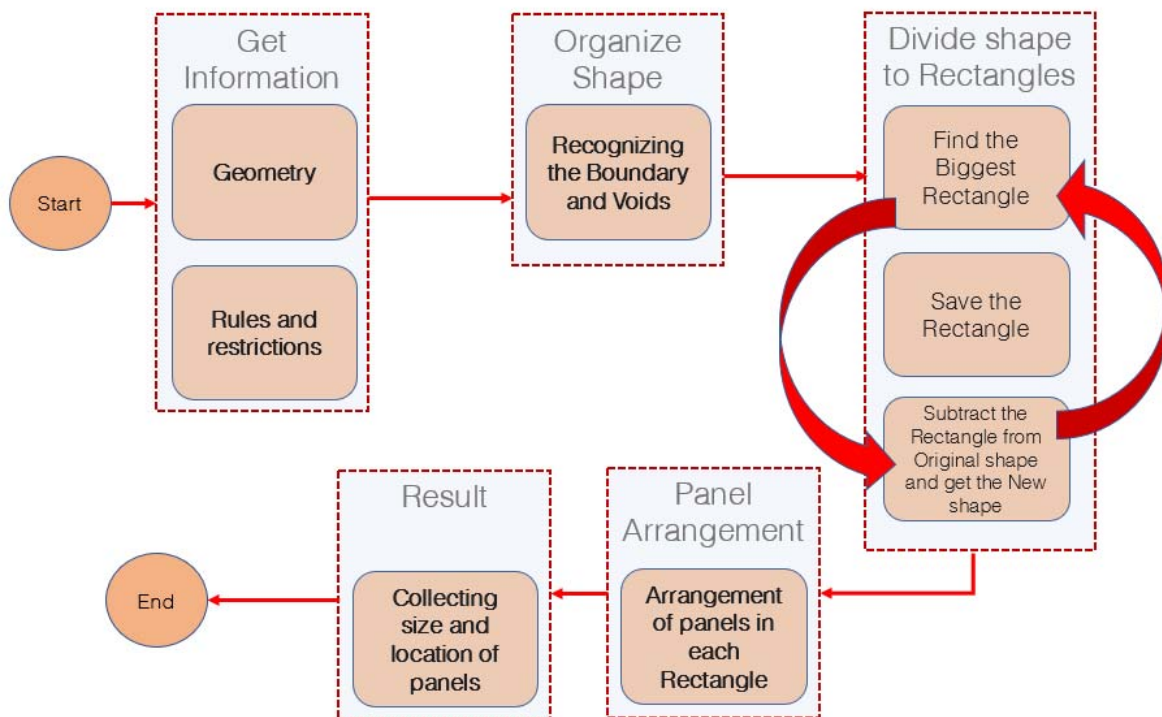 Start
Get
Information
Geometry
Rules and
restrictions
Organize
Shape
Recognizing
the Boundary
and Voids
Divide shape
to Rectangles
Find the
Biggest
Rectangle
Save the
Rectangle
Subtract the
Rectangle from
Original shape
and get the New
shape
Panel
Arrangement
Arrangement
of panels in
each
Rectangle
Result
Collecting
size and
location of
panels
End